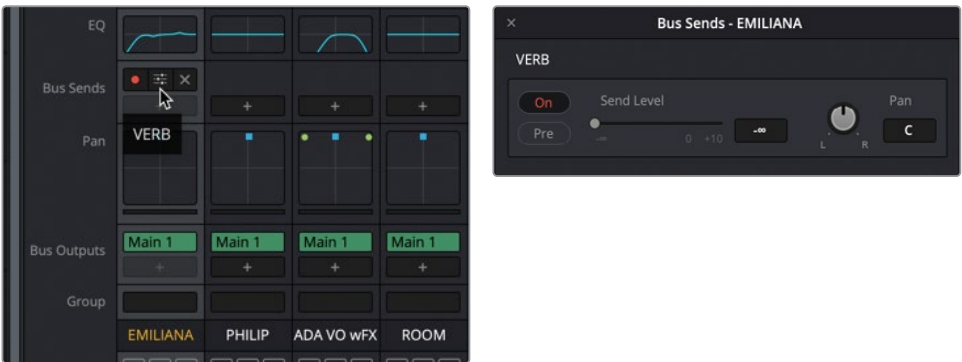 EQ
Bus Sends
+ + +
VERB
Pan
Bus Outputs
Main 1 Main 1 Main 1 Main 1
+ + + +
Group
EMILIANA PHILIP ADA VO wFX ROOM
× Bus Sends - EMILIANA
VERB
On Send Level Pan
Pre -∞ 0 +10 -∞ L R C